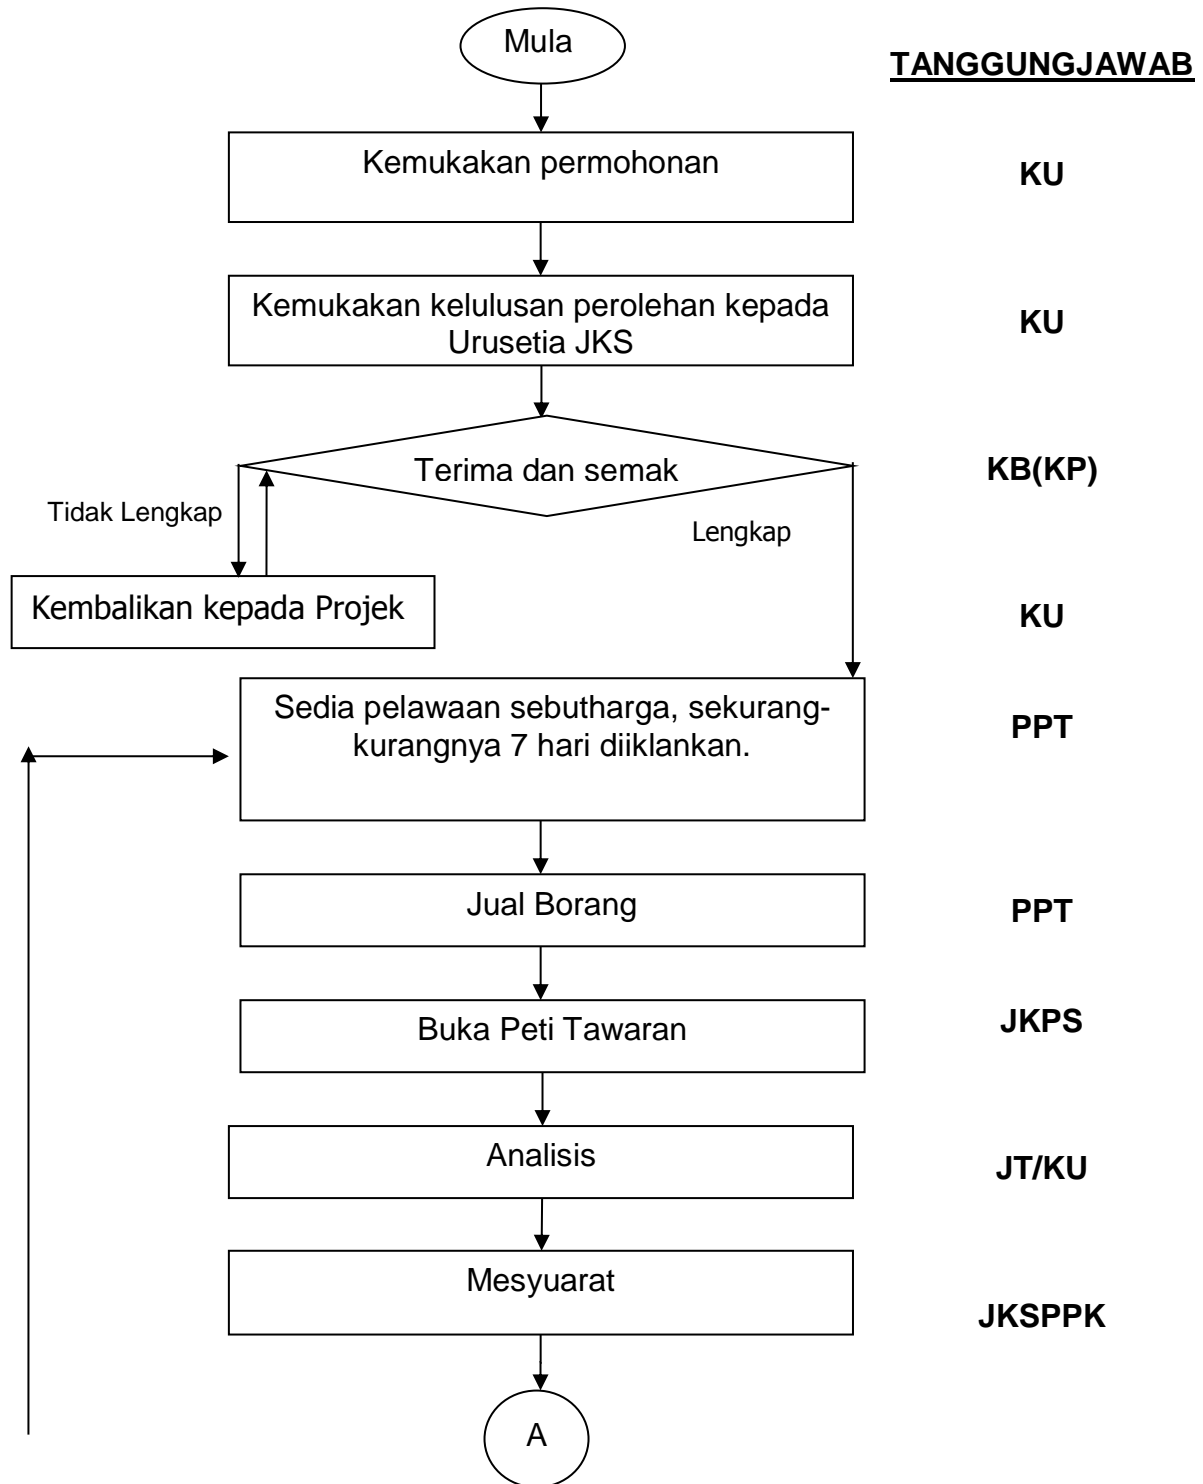 Mula
TANGGUNGJAWAB
Kemukakan permohonan
KU
Kemukakan kelulusan perolehan kepada
Urusetia JKS
KU
Terima dan semak
KB(KP)
Tidak Lengkap
Lengkap
Kembalikan kepada Projek
KU
Sedia pelawaan sebutharga, sekurang-
kurangnya 7 hari diiklankan.
PPT
Jual Borang
PPT
Buka Peti Tawaran
JKPS
Analisis
JT/KU
Mesyuarat
JKSPPK
A